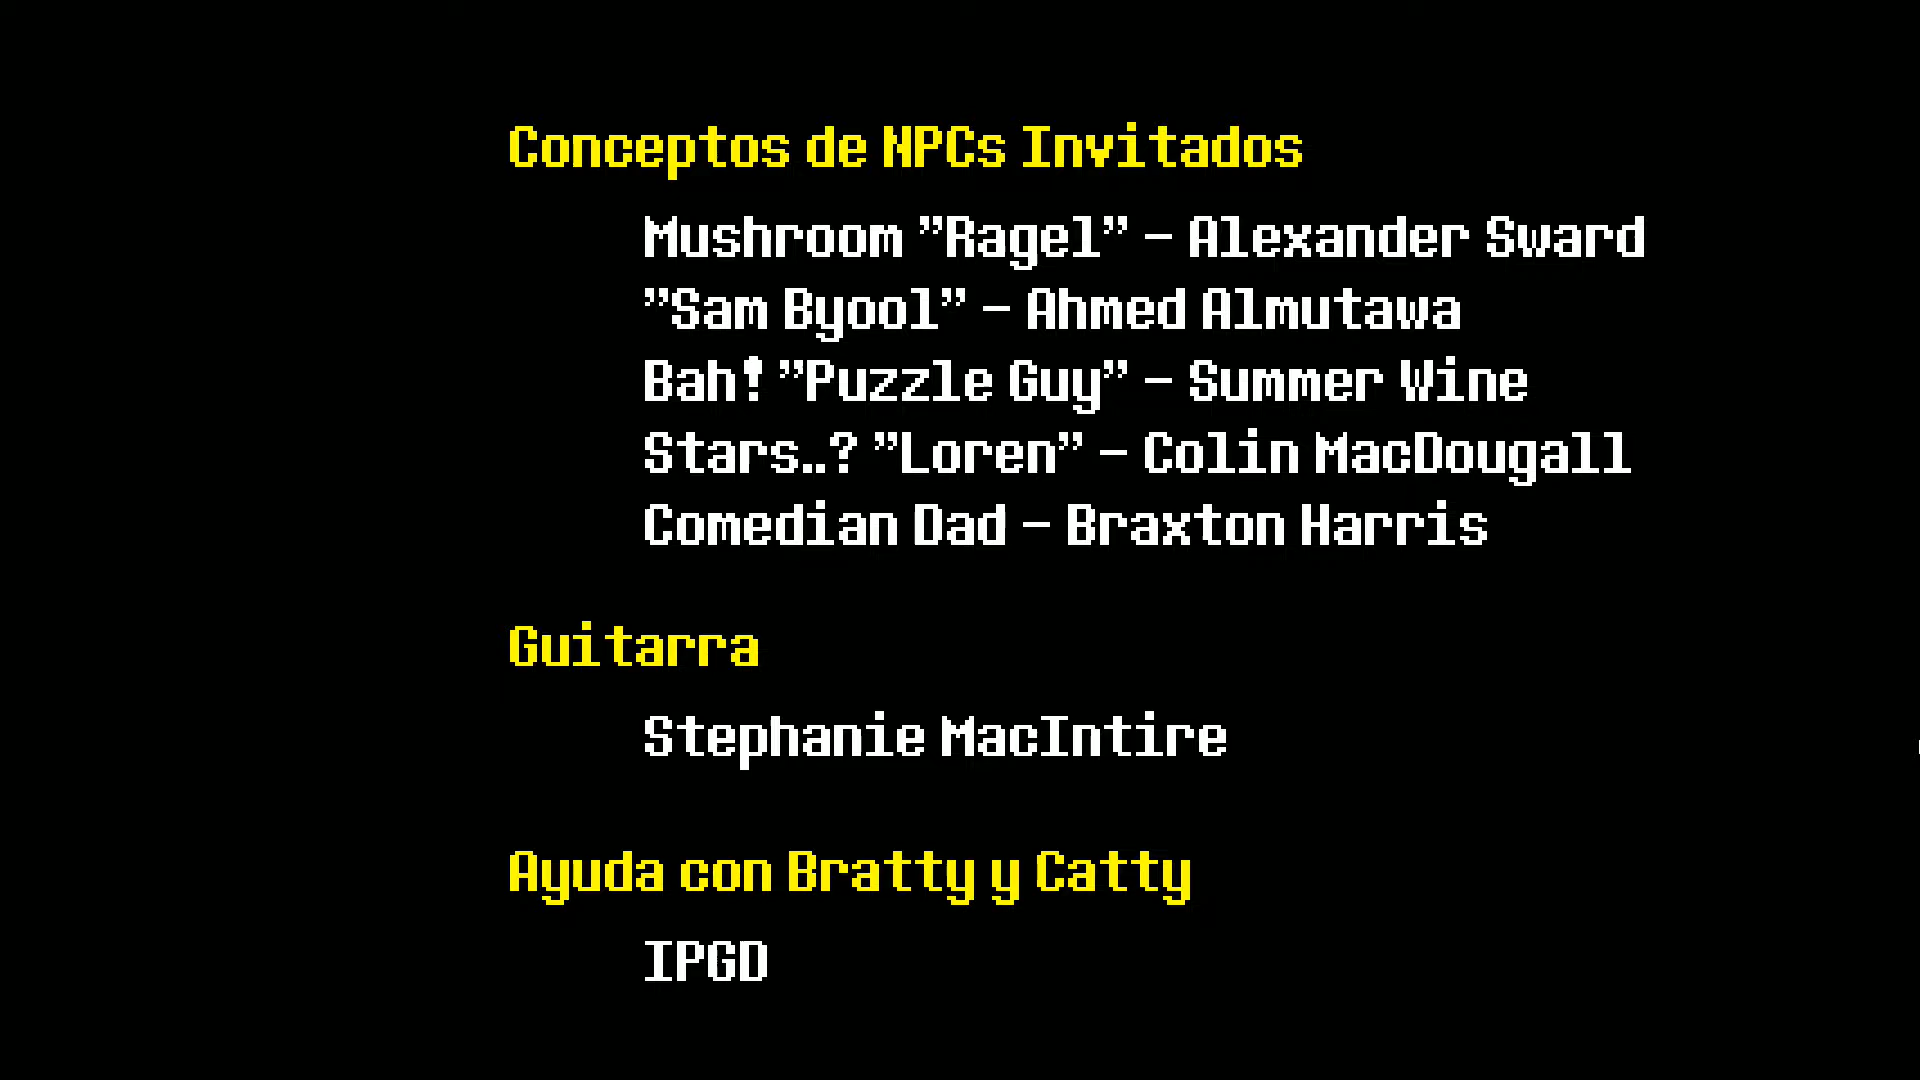 Conceptos de NPCs Invitados
Mushroom "Ragel" - Alexander Sward
"Sam Byool" - Ahmed Almutawa
Bah! "Puzzle Guy" - Summer Wine
Stars..? "Loren" - Colin MacDougall
Comedian Dad - Braxton Harris
Guitarra
Stephanie MacIntire
Ayuda con Bratty y Catty
IPGD